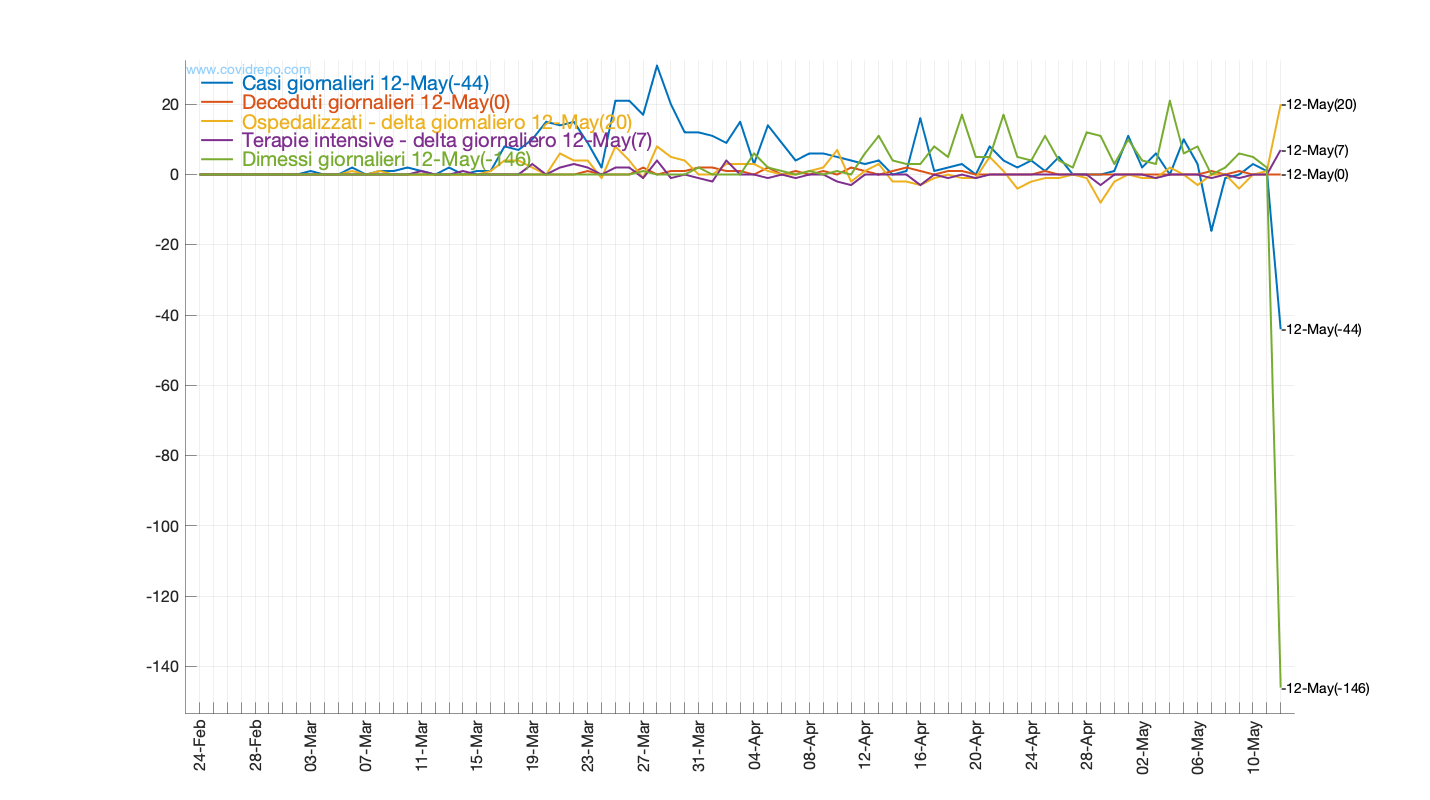 www.covidrepo.com
Casi giornalieri 12-May(-44)
Deceduti giornalieri 12-May(0)
Ospedalizzati - delta giornaliero 12-May(20)
Terapie intensive - delta giornaliero 12-May(7)
Dimessi giornalieri 12-May(-146)
20
0
-20
-40
-60
-80
-100
-120
-140
-12-May(20)
-12-May(7)
-12-May(0)
-12-May(-44)
-12-May(-146)
24-Feb
28-Feb
03-Mar
07-Mar
11-Mar
15-Mar
19-Mar
23-Mar
27-Mar
31-Mar
04-Apr
08-Apr
12-Apr
16-Apr
20-Apr
24-Apr
28-Apr
02-May
06-May
10-May